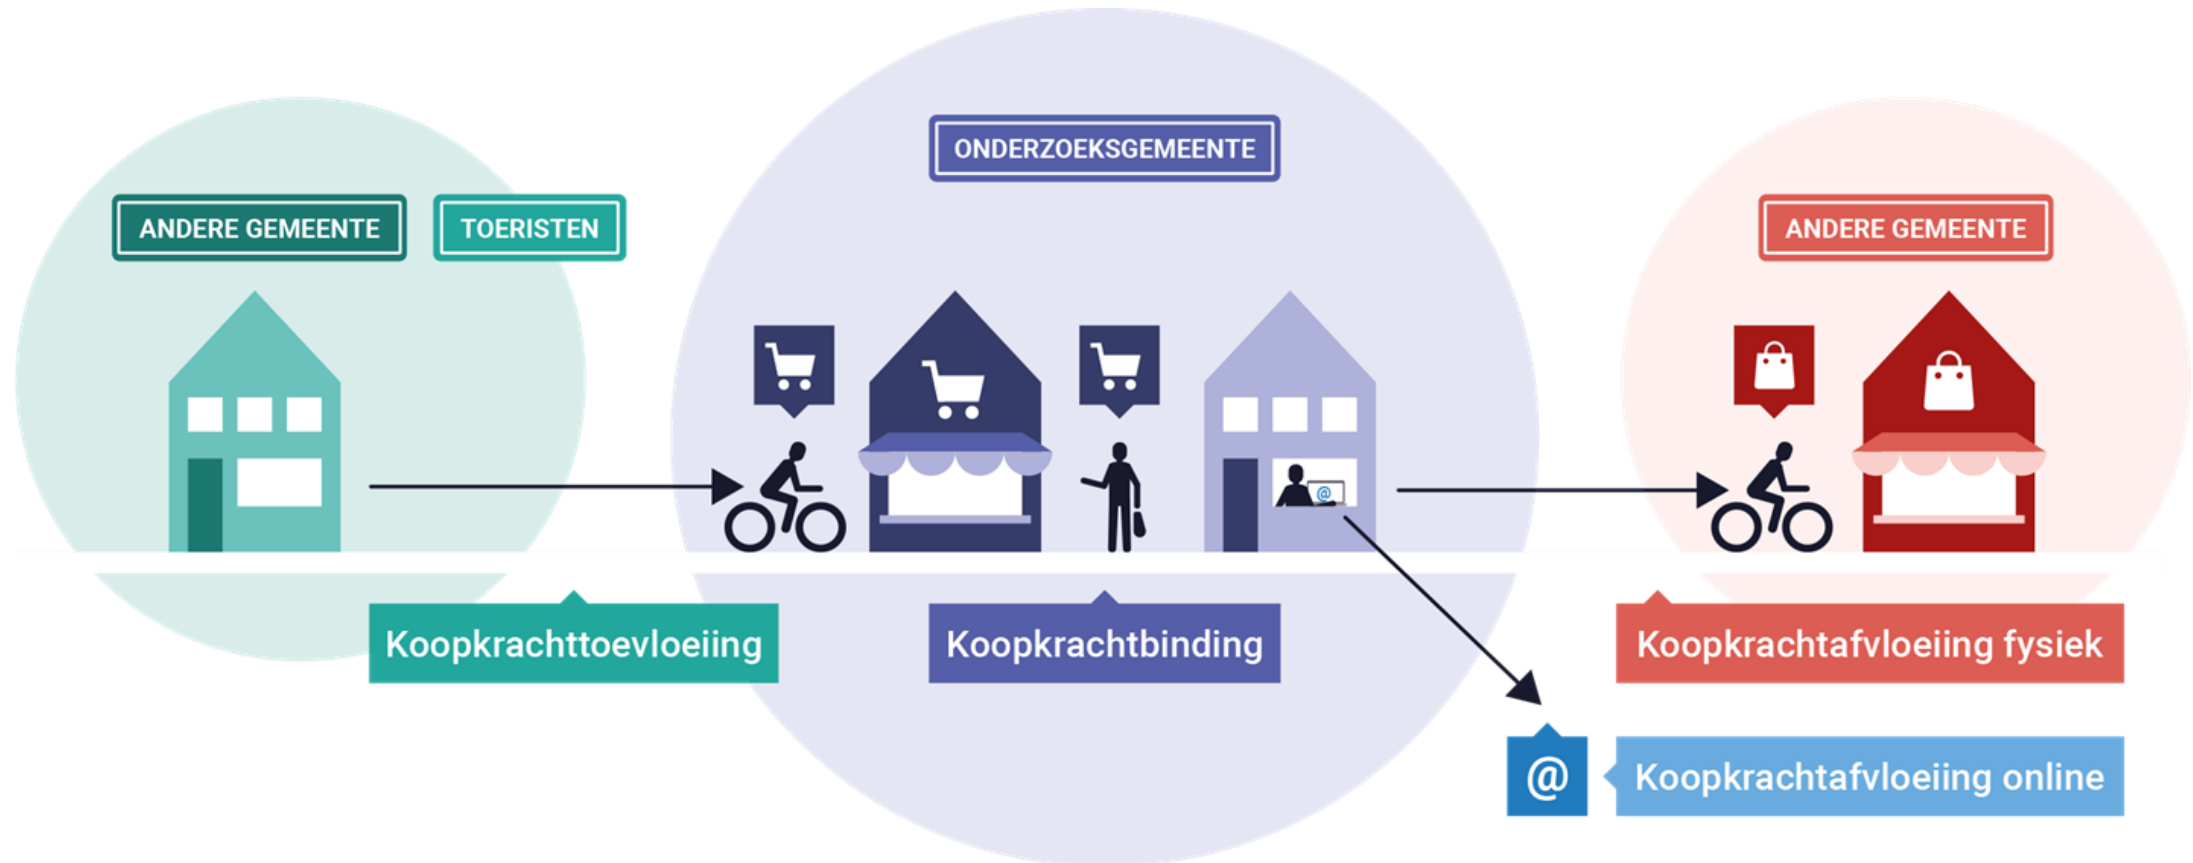 ONDERZOEKSGEMEENTE
ANDERE GEMEENTE
TOERISTEN
ANDERE GEMEENTE
@
Koopkrachttoevloeiing
Koopkrachtbinding
Koopkrachtafvloeiing fysiek
@
Koopkrachtafvloeiing online